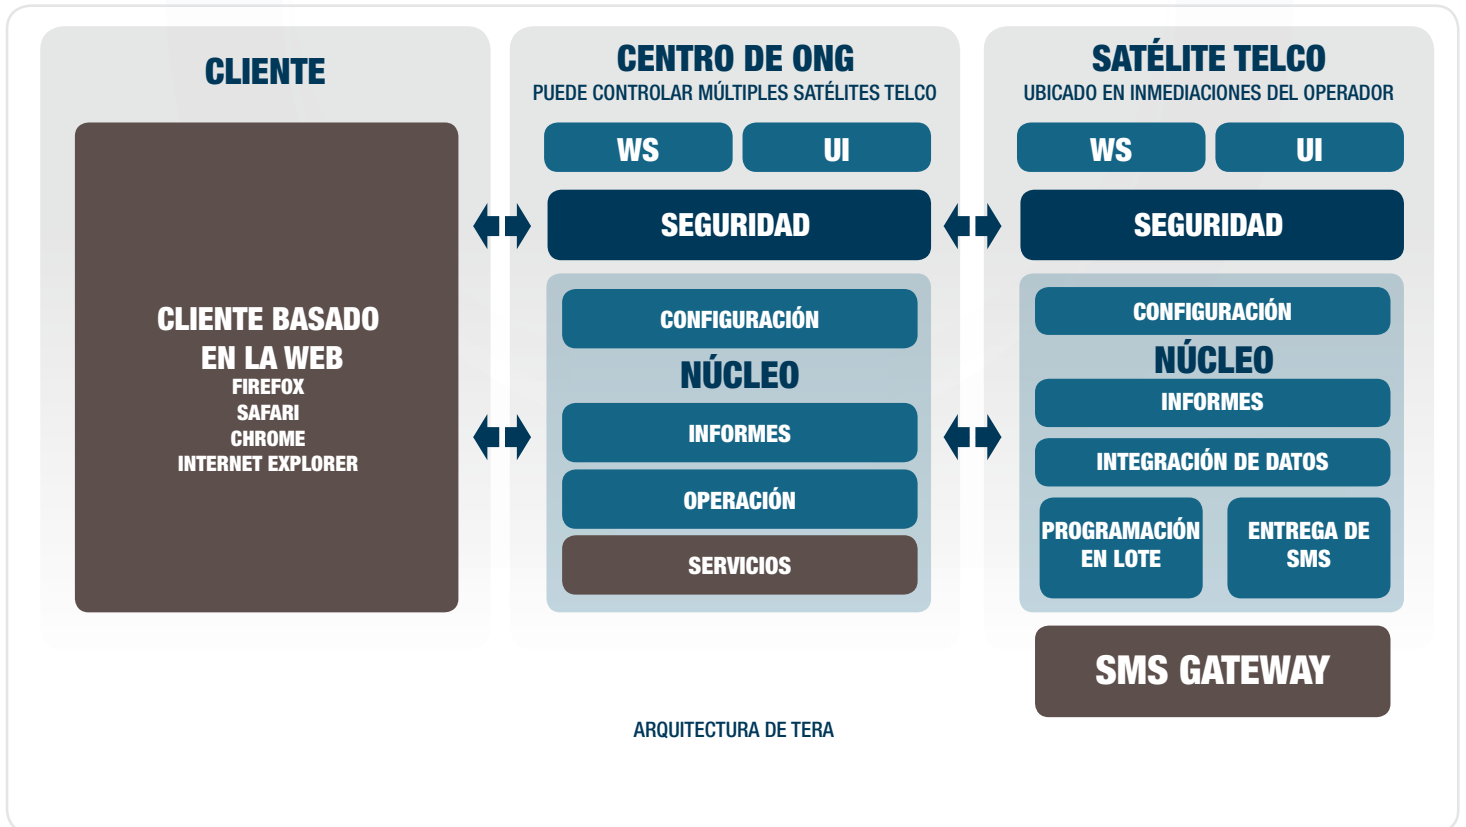 CLIENTE
CLIENTE BASADO
EN LA WEB
FIREFOX
SAFARI
CHROME
INTERNET EXPLORER
CENTRO DE ONG
PUEDE CONTROLAR MÚLTIPLES SATÉLITES TELCO
WS
UI
SEGURIDAD
CONFIGURACIÓN
NÚCLEO
INFORMES
OPERACIÓN
SERVICIOS
SATÉLITE TELCO
UBICADO EN INMEDIACIONES DEL OPERADOR
WS
UI
SEGURIDAD
CONFIGURACIÓN
NÚCLEO
INFORMES
INTEGRACIÓN DE DATOS
PROGRAMACIÓN
EN LOTE
ENTREGA DE
SMS
SMS GATEWAY
ARQUITECTURA DE TERA